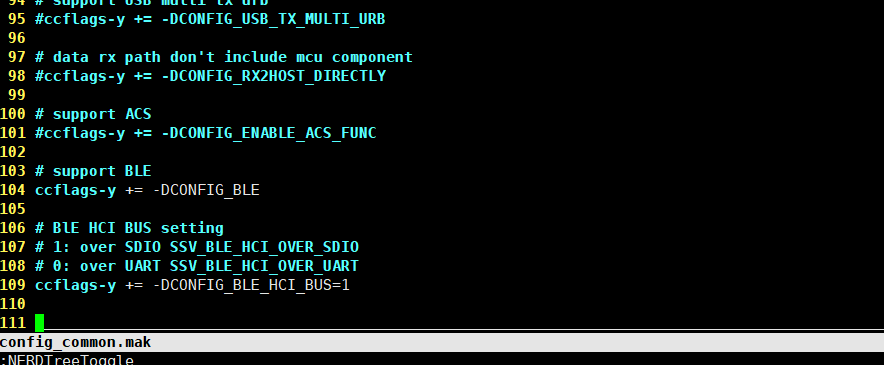 94 # support USB multi tx urb
95 #ccflags-y += -DCONFIG_USB_TX_MULTI_URB
96
97 # data rx path don't include mcu component
98 #ccflags-y += -DCONFIG_RX2HOST_DIRECTLY
99
100 # support ACS
101 #ccflags-y += -DCONFIG_ENABLE_ACS_FUNC
102
103 # support BLE
104 ccflags-y += -DCONFIG_BLE
105
106 # BlE HCI BUS setting
107 # 1: over SDIO SSV_BLE_HCI_OVER_SDIO
108 # 0: over UART SSV_BLE_HCI_OVER_UART
109 ccflags-y += -DCONFIG_BLE_HCI_BUS=1
110
111
config_common.mak
:NERDTreeToggle